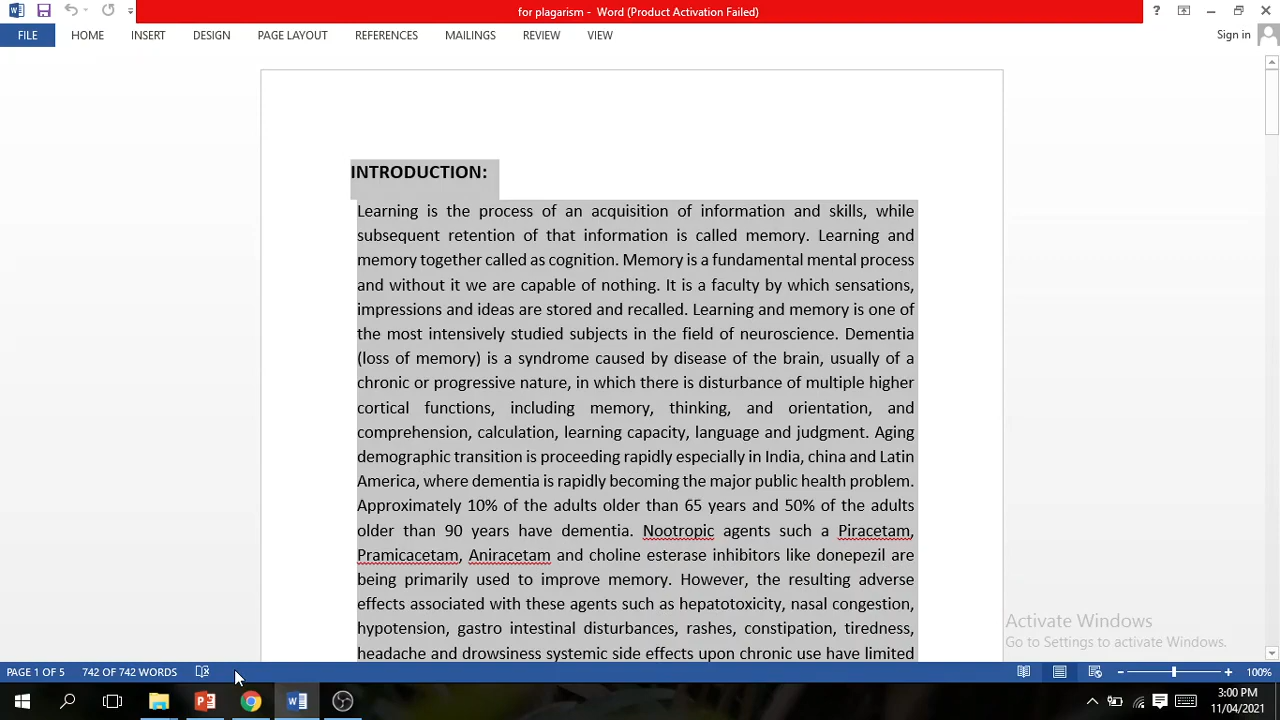 for plagarism - Word (Product Activation Failed)
FILE HOME INSERT DESIGN PAGE LAYOUT REFERENCES MAILINGS REVIEW VIEW Sign in
INTRODUCTION:
Learning is the process of an acquisition of information and skills, while
subsequent retention of that information is called memory. Learning and
memory together called as cognition. Memory is a fundamental mental process
and without it we are capable of nothing. It is a faculty by which sensations,
impressions and ideas are stored and recalled. Learning and memory is one of
the most intensively studied subjects in the field of neuroscience. Dementia
(loss of memory) is a syndrome caused by disease of the brain, usually of a
chronic or progressive nature, in which there is disturbance of multiple higher
cortical functions, including memory, thinking, and orientation, and
comprehension, calculation, learning capacity, language and judgment. Aging
demographic transition is proceeding rapidly especially in India, china and Latin
America, where dementia is rapidly becoming the major public health problem.
Approximately 10% of the adults older than 65 years and 50% of the adults
older than 90 years have dementia. Nootropic agents such a Piracetam,
Pramicacetam, Aniracetam and choline esterase inhibitors like donepezil are
being primarily used to improve memory. However, the resulting adverse
effects associated with these agents such as hepatotoxicity, nasal congestion,
hypotension, gastro intestinal disturbances, rashes, constipation, tiredness,
headache and drowsiness systemic side effects upon chronic use have limited
Activate Windows
Go to Settings to activate Windows.
PAGE 1 OF 5 742 OF 742 WORDS 100%
3:00 PM
11/04/2021